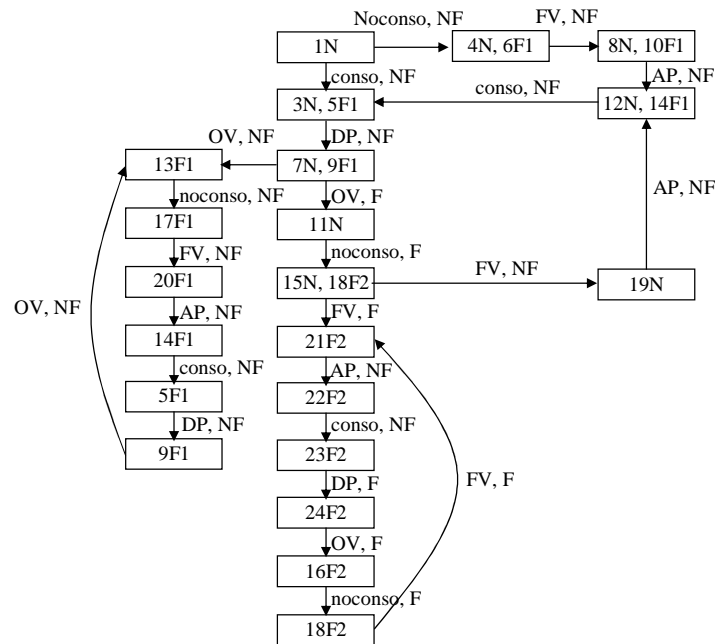 Noconso, NF
FV, NF
1N
4N, 6F1
8N, 10F1
conso, NF
AP, NF
conso, NF
3N, 5F1
12N, 14F1
DP, NF
OV, NF
13F1
7N, 9F1
noconso, NF
OV, F
AP, NF
17F1
11N
FV, NF
noconso, F
FV, NF
20F1
15N, 18F2
19N
OV, NF
AP, NF
FV, F
14F1
21F2
conso, NF
AP, NF
5F1
22F2
DP, NF
conso, NF
9F1
23F2
FV, F
DP, F
24F2
OV, F
16F2
noconso, F
18F2